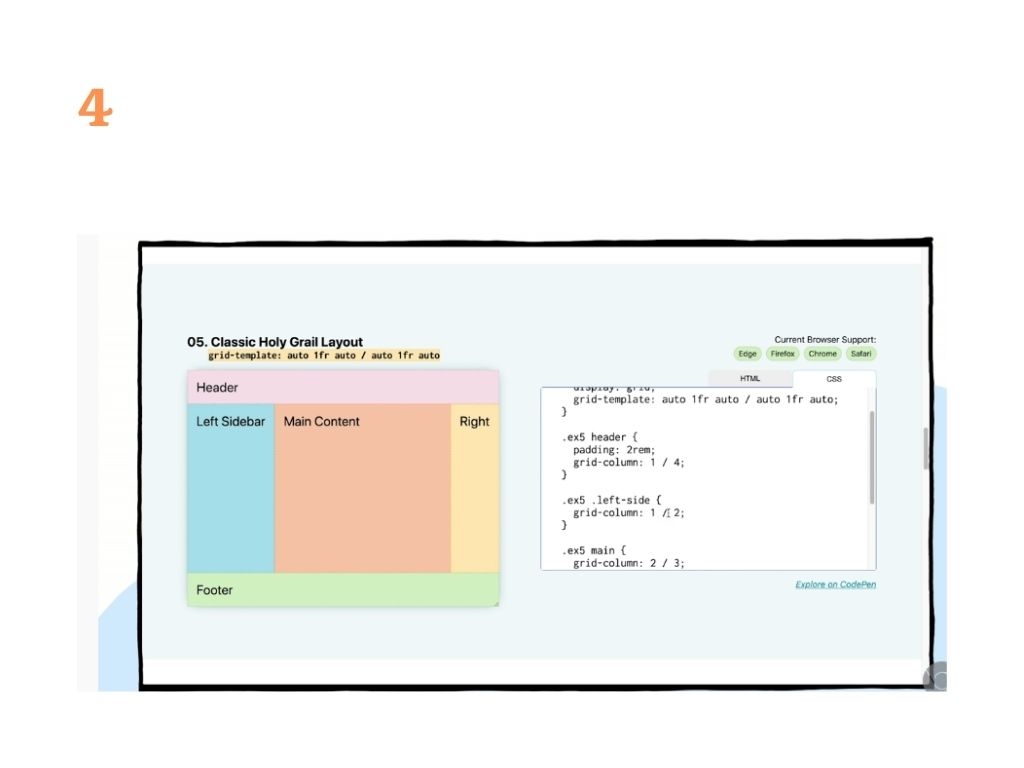 4
05. Classic Holy Grail Layout
grid-template: auto 1fr auto / auto 1fr auto
Header
Left Sidebar
Main Content
Right
Footer
Current Browser Support:
Edge
Firefox
Chrome
Safari
HTML
CSS
display: grid;
grid-template: auto 1fr auto / auto 1fr auto;
}
.ex5 header {
padding: 2rem;
grid-column: 1 / 4;
}
.ex5 .left-side {
grid-column: 1 / 2;
}
.ex5 main {
grid-column: 2 / 3;
Explore on CodePen